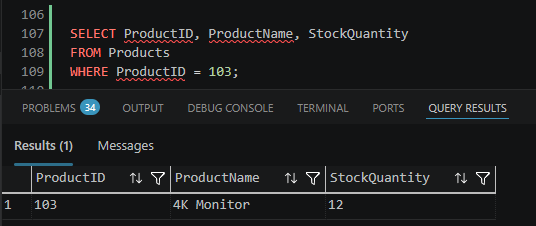 106
107 SELECT ProductID, ProductName, StockQuantity
108 FROM Products
109 WHERE ProductID = 103;
PROBLEMS 34 OUTPUT DEBUG CONSOLE TERMINAL PORTS QUERY RESULTS
Results (1) Messages
ProductID ProductName StockQuantity
1 103 4K Monitor 12